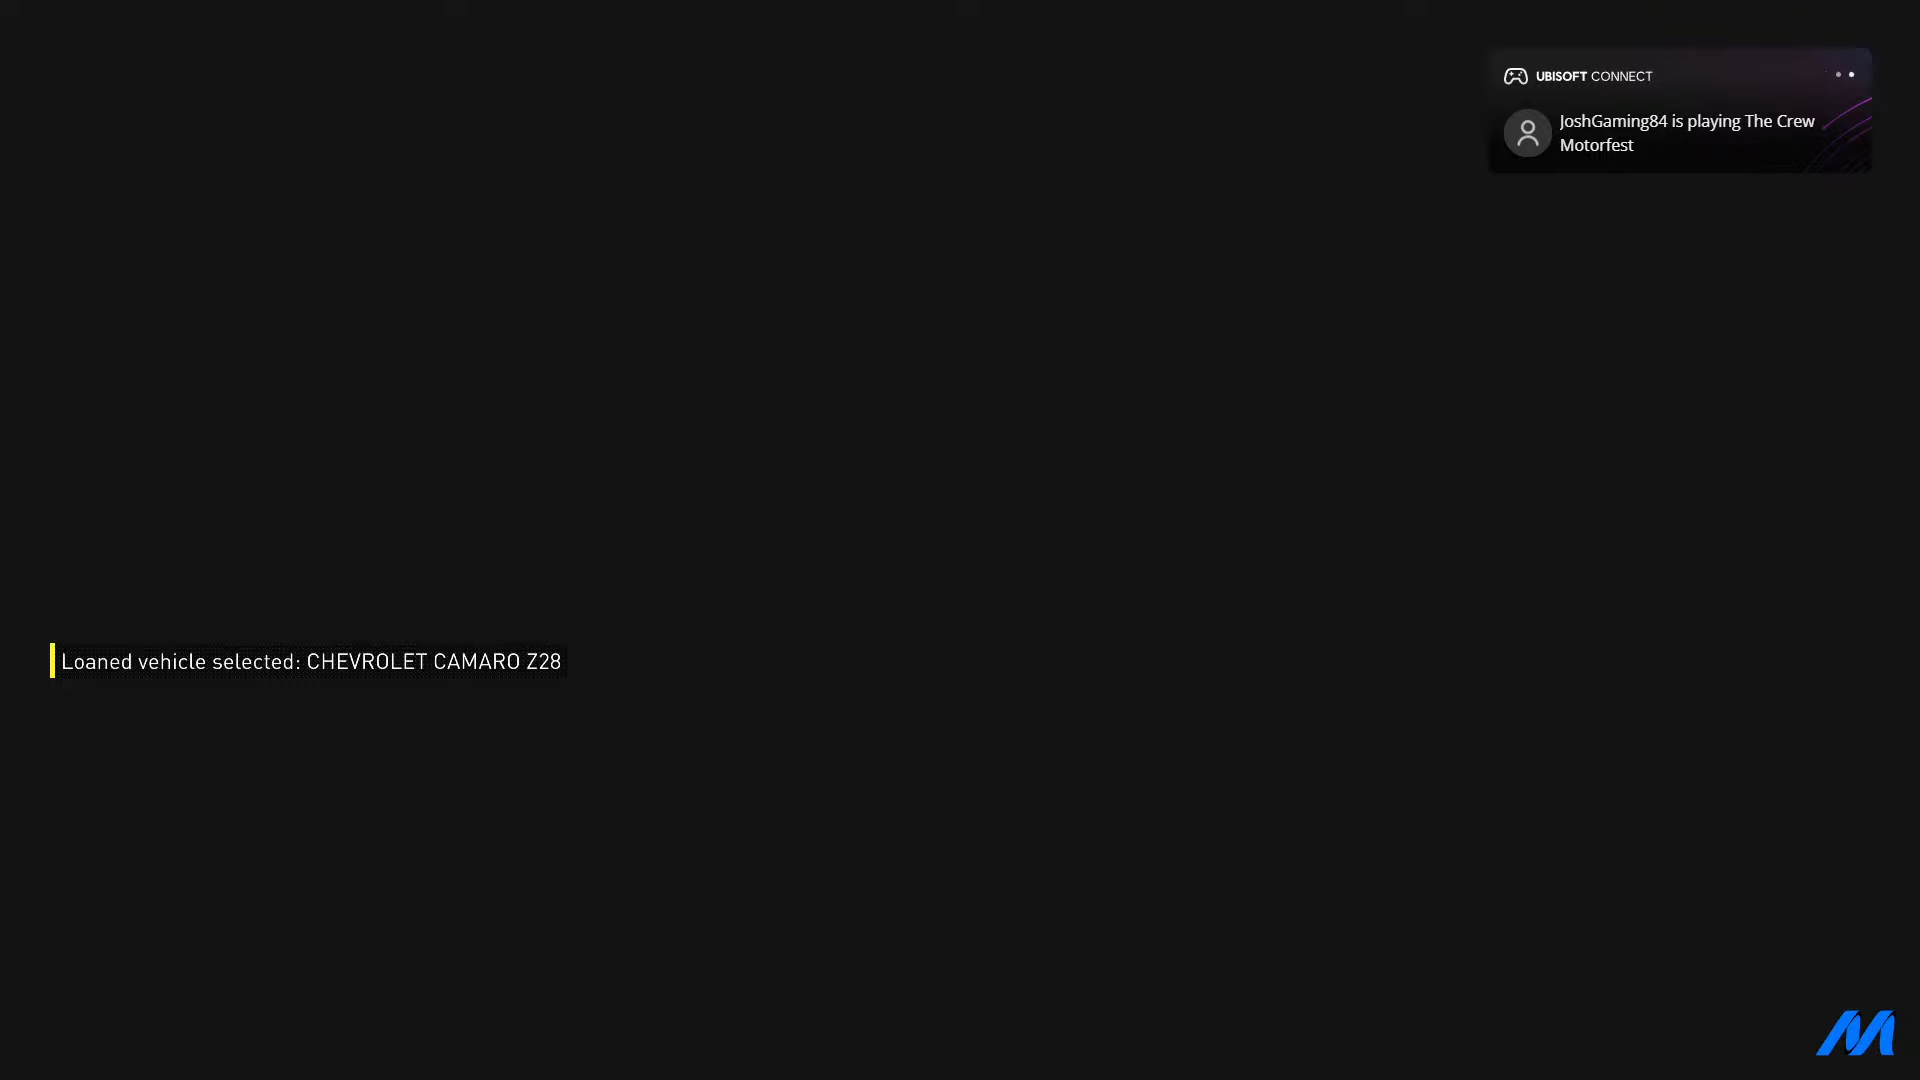 UBISOFT CONNECT
JoshGaming84 is playing The Crew
Motorfest
Loaned vehicle selected: CHEVROLET CAMARO Z28